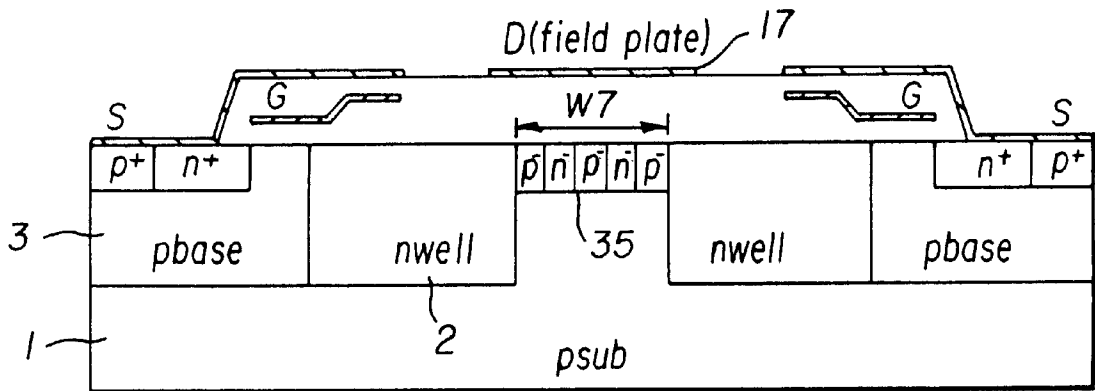 D(field plate) 17
G W7 G
S S
p+ n+ p- n- p- n- p- n+ p+
3 pbase nwell 35 nwell pbase
2
1 psub